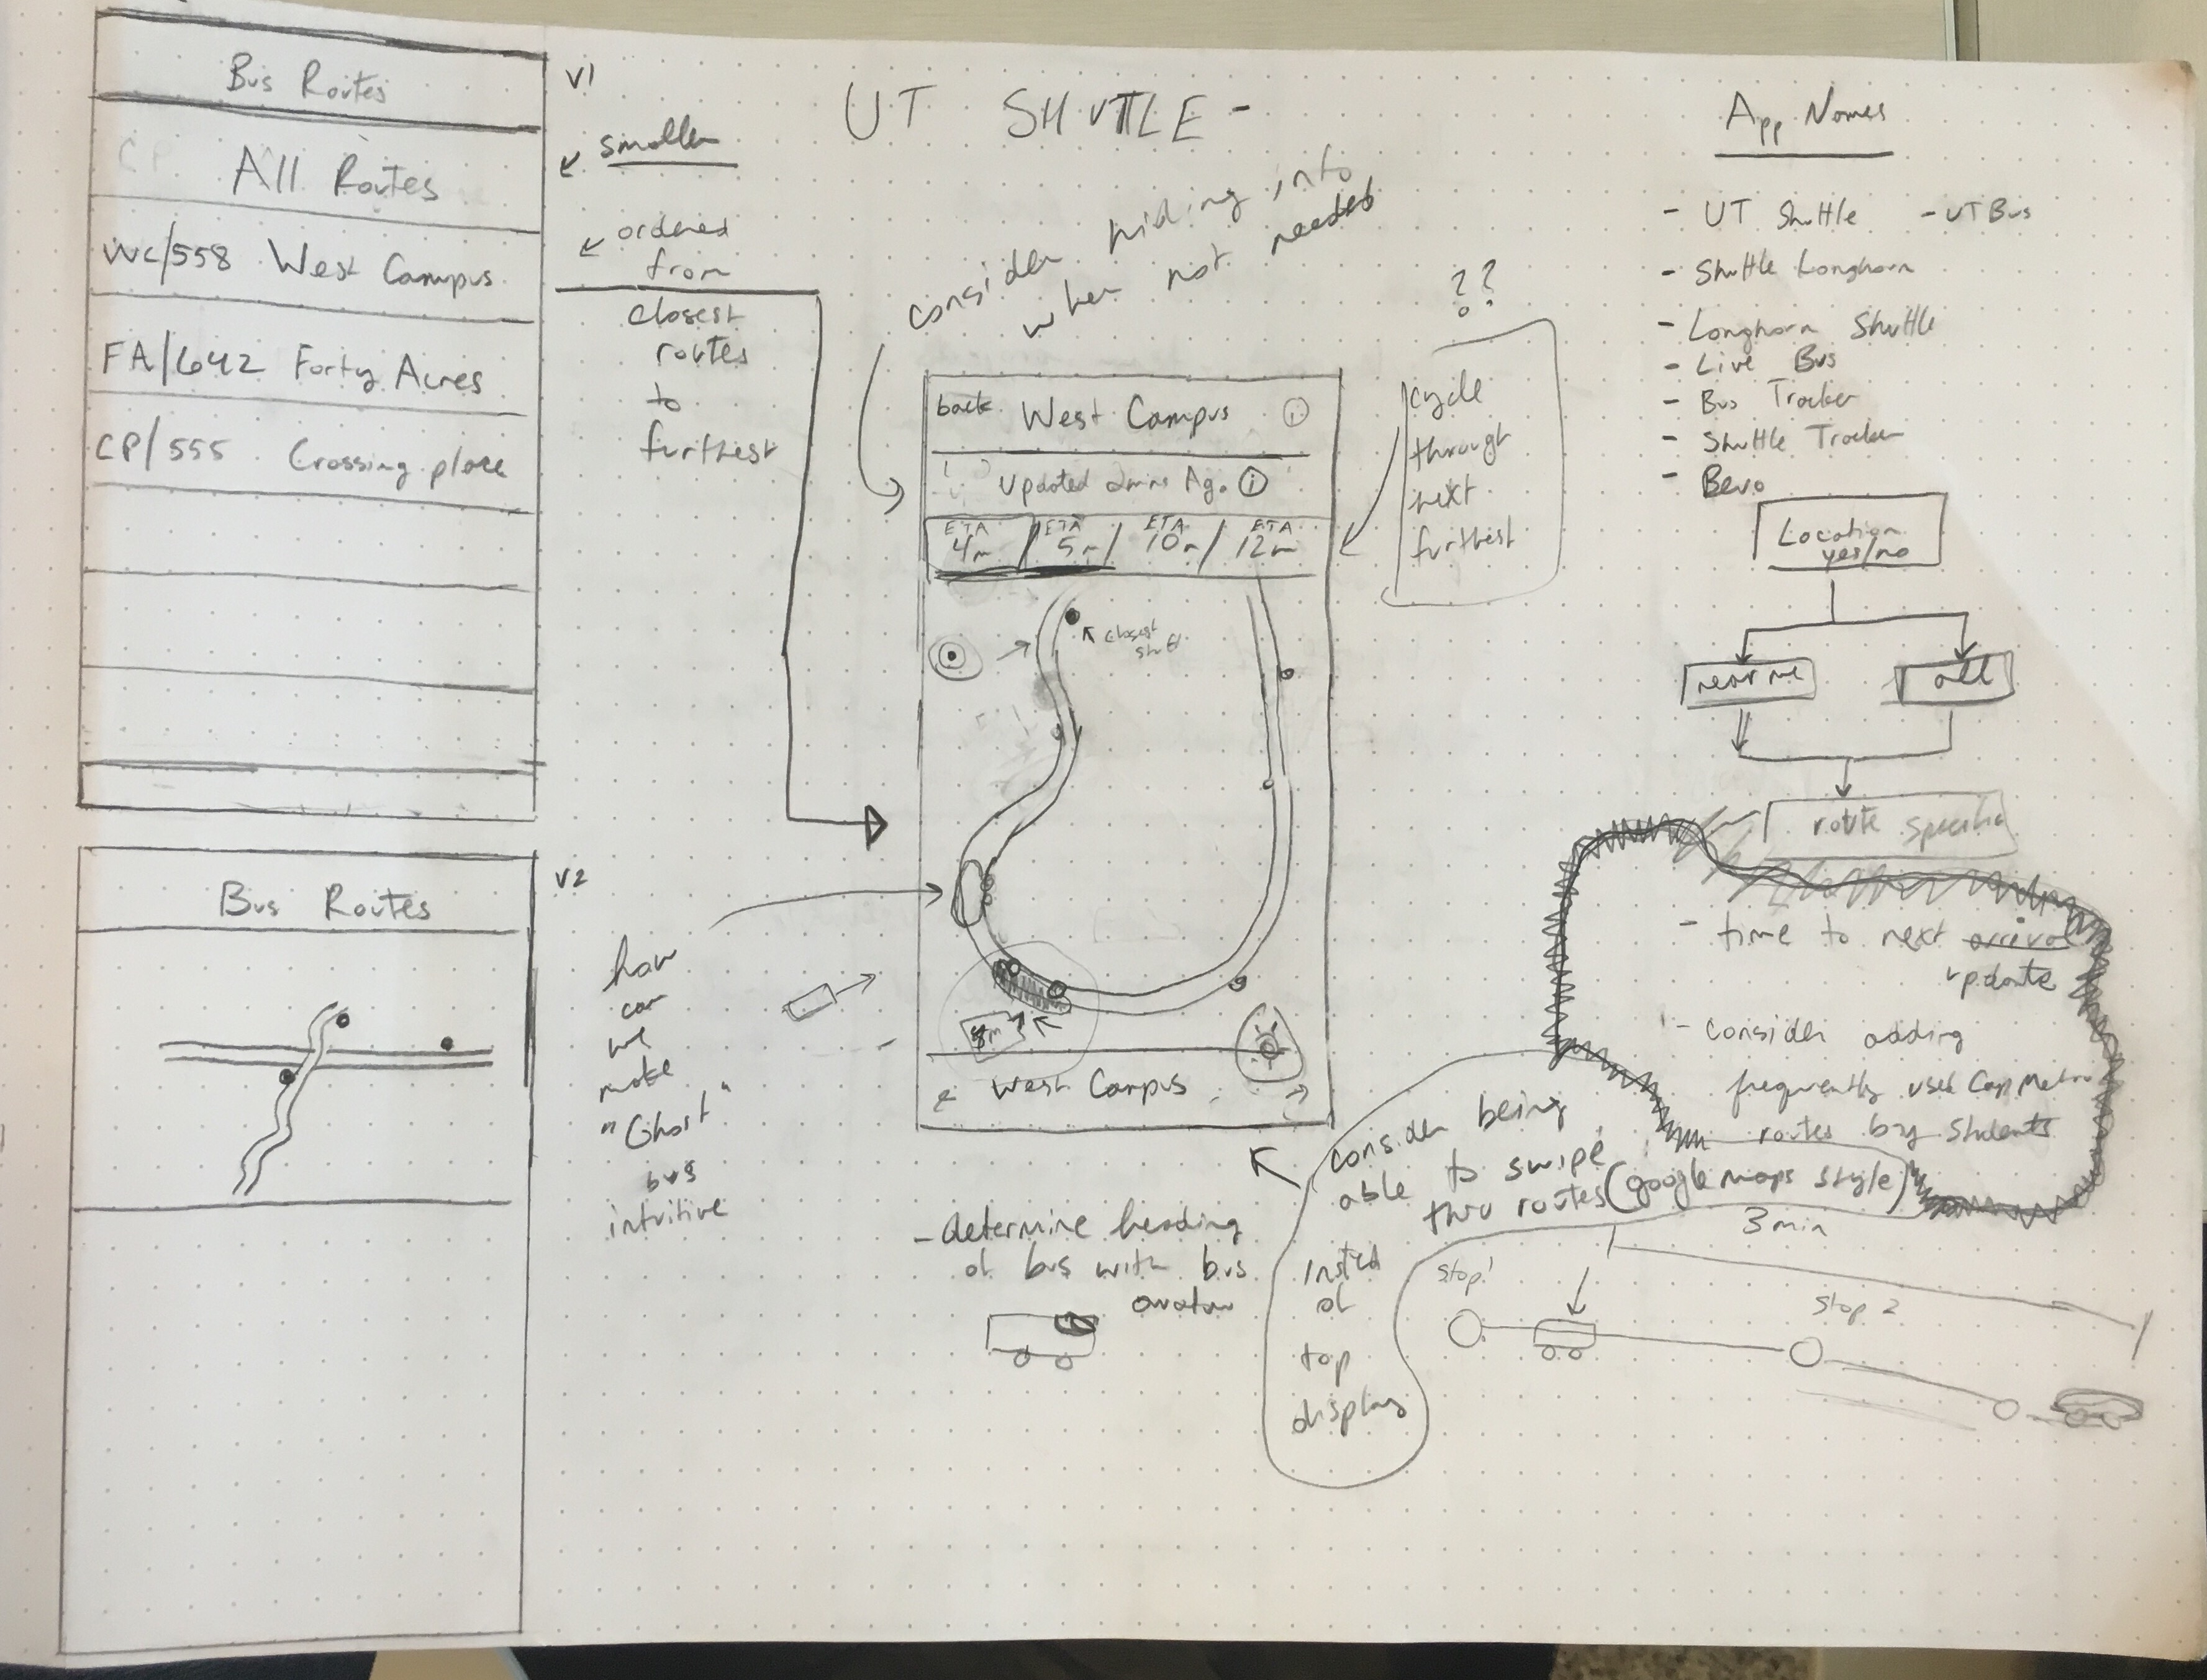 Bus Routes
All Routes
WC/558 West Campus
FA/642 Forty Acres
CP/555 Crossing place
v1
smaller
ordered
from
closest
routes
to
furthest
Bus Routes
v2
how
can
we
make
"Ghost"
bus
intuitive
UT SHUTTLE -
consider hiding info
when not needed
back West Campus i
Updated 2mins Ago i
ETA ETA ETA ETA
4m / 5m / 10m / 12m
closest
West Campus
- determine heading
of bus with bus
avatar
??
cycle
through
next
furthest
App Names
- UT Shuttle - UT Bus
- Shuttle Longhorn
- Longhorn Shuttle
- Live Bus
- Bus Tracker
- Shuttle Tracker
- Bevo
Location
yes/no
near me
all
route specific
- time to next arrival
update
- consider adding
frequently used CapMetro
routes by students
consider being
able to swipe
thru routes (google maps style)
insted
of
top
display
3 min
Stop 1
Stop 2